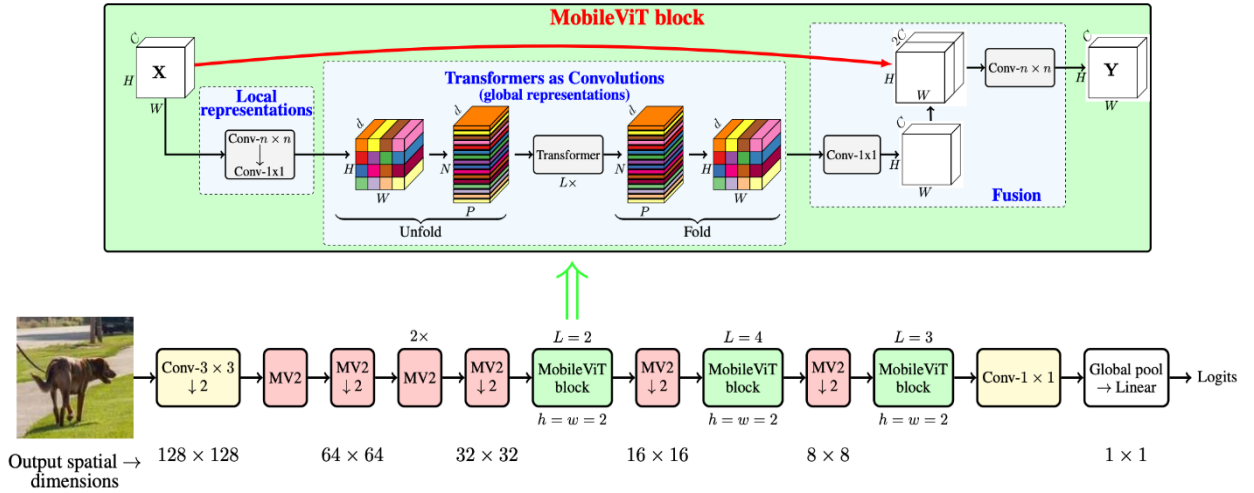 MobileViT block
C
H
X
W
Local
representations
Conv-n × n
↓
Conv-1x1
Transformers as Convolutions
(global representations)
d
H
W
d
N
P
Unfold
Transformer
L×
d
N
P
d
H
W
Fold
Conv-1x1
C
H
W
2C
H
Conv-n × n
C
H
Y
W
Fusion
Conv-3 × 3
↓ 2
MV2
MV2
↓ 2
2×
MV2
MV2
↓ 2
L = 2
MobileViT
block
h = w = 2
MV2
↓ 2
L = 4
MobileViT
block
h = w = 2
MV2
↓ 2
L = 3
MobileViT
block
h = w = 2
Conv-1 × 1
Global pool
→ Linear
Logits
Output spatial →
dimensions
128 × 128
64 × 64
32 × 32
16 × 16
8 × 8
1 × 1